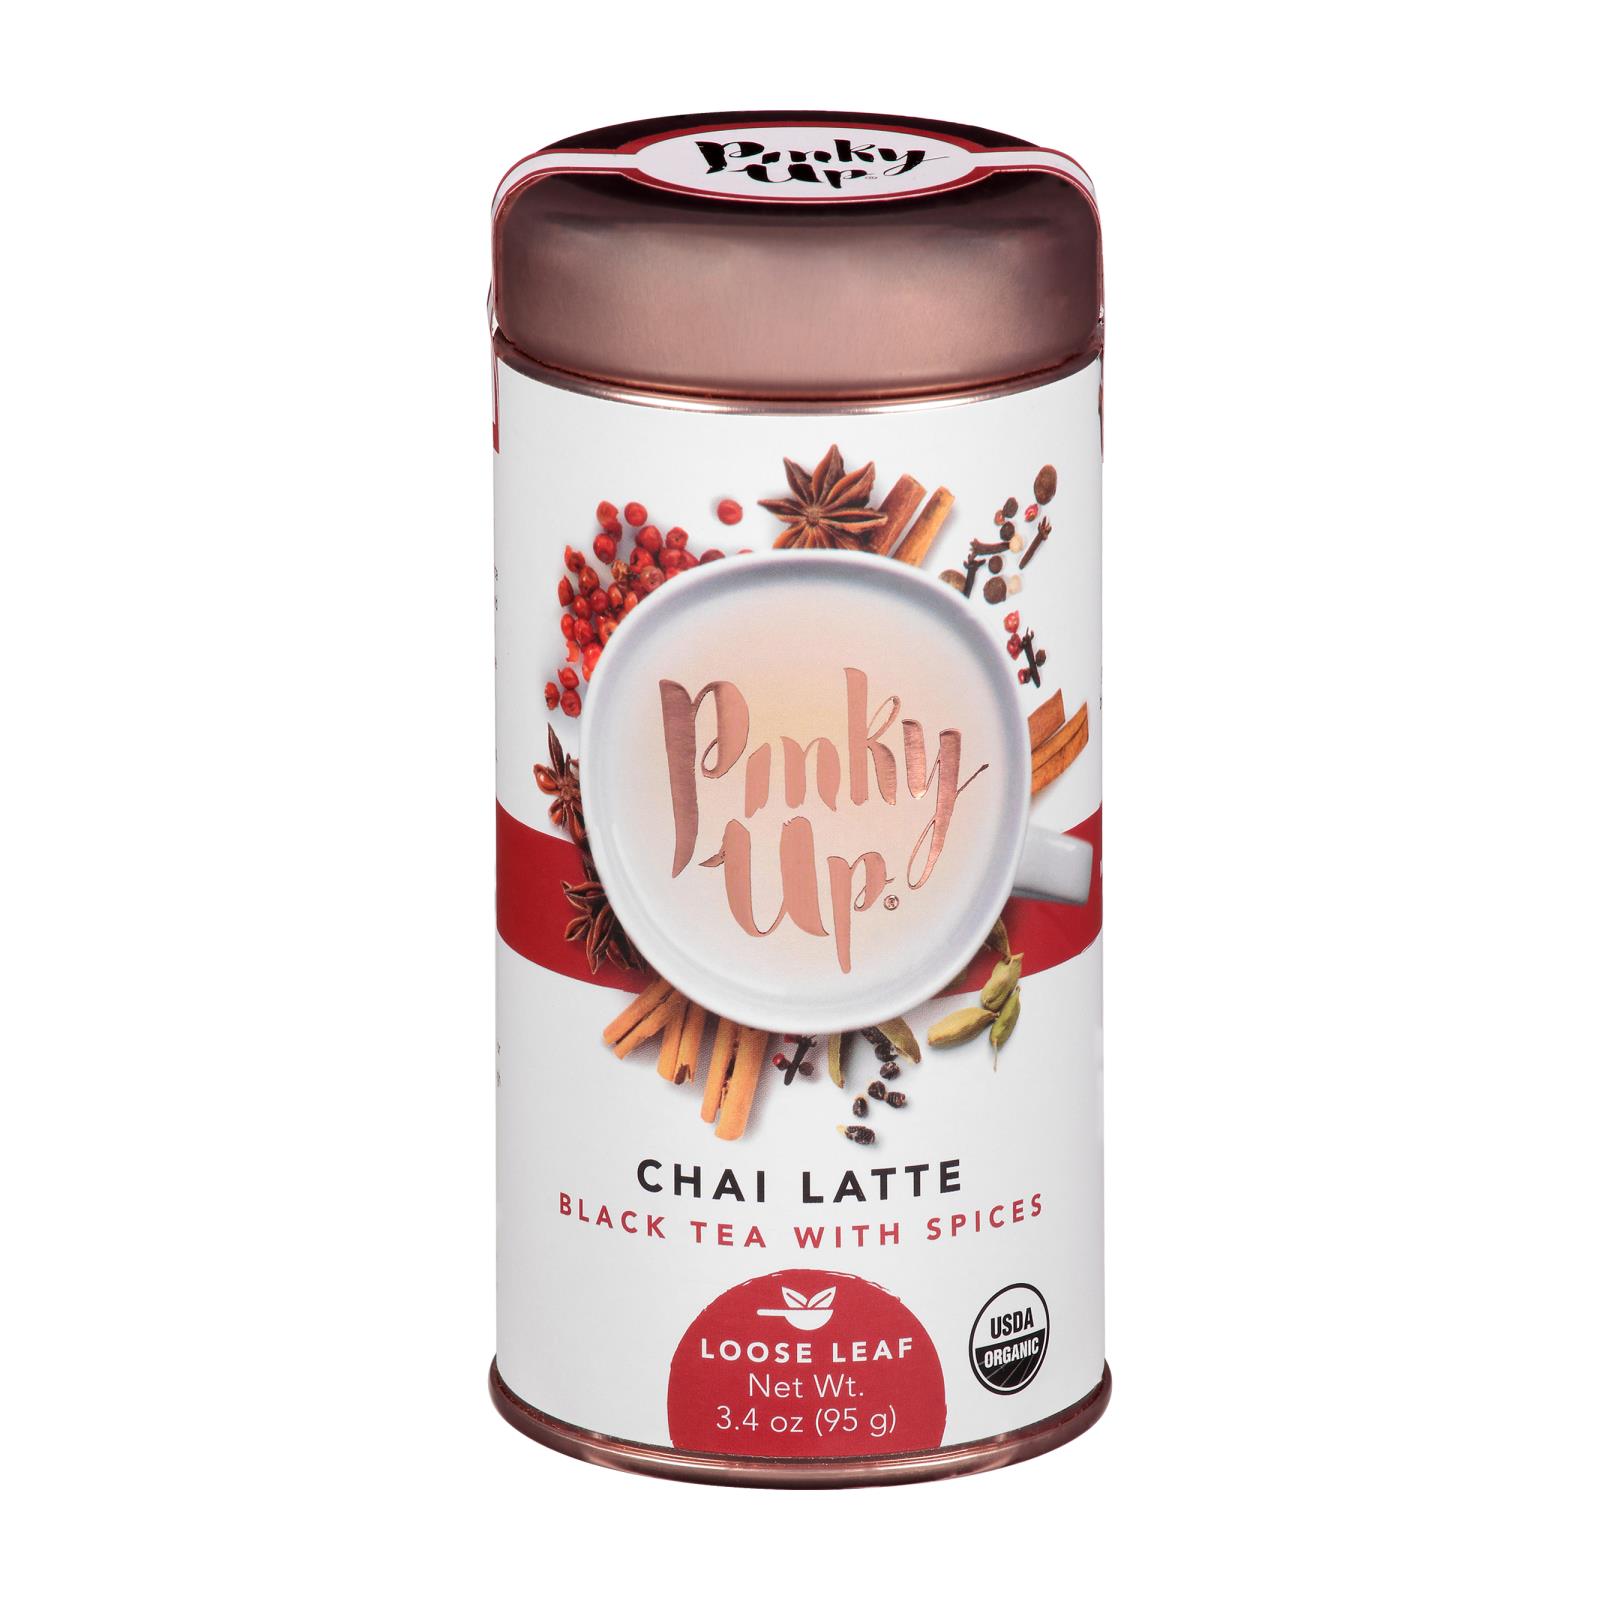 Pinky
Up®
Pinky
Up®
CHAI LATTE
BLACK TEA WITH SPICES
LOOSE LEAF
Net Wt.
3.4 oz (95 g)
USDA
ORGANIC